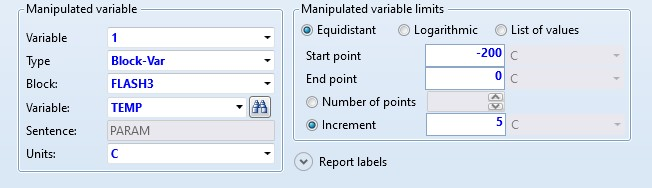 Manipulated variable
Variable 1
Type Block-Var
Block: FLASH3
Variable: TEMP
Sentence: PARAM
Units: C
Manipulated variable limits
Equidistant Logarithmic List of values
Start point -200 C
End point 0 C
Number of points
Increment 5 C
Report labels